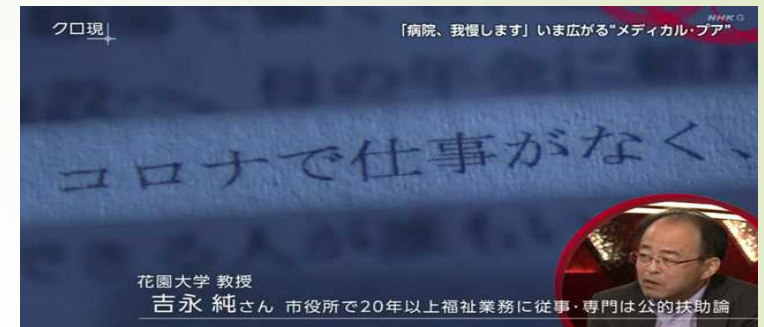 クロ現
NHK G
「病院、我慢します」いま広がる“メディカル・プア”
コロナで仕事がなく、
花園大学 教授
吉永 純さん 市役所で20年以上福祉業務に従事・専門は公的扶助論